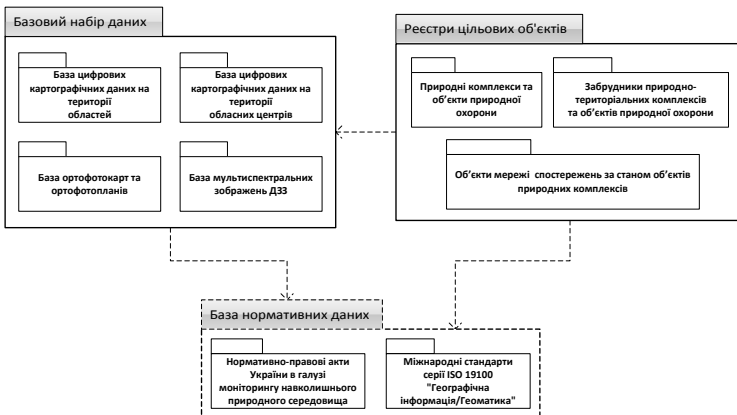 Базовий набір даних
База цифрових
картографічних даних на
території
областей
База цифрових
картографічних даних на
території
обласних центрів
База ортофотокарт та
ортофотопланів
База мультиспектральних
зображень ДЗЗ
Реєстри цільових об'єктів
Природні комплекси та
об’єкти природної
охорони
Забрудники природно-
територіальних комплексів
та об’єктів природної охорони
Об’єкти мережі спостережень за станом об’єктів
природних комплексів
База нормативних даних
Нормативно-правові акти
України в галузі
моніторингу навколишнього
природного середовища
Міжнародні стандарти
серії ISO 19100
"Географічна
інформація/Геоматика"